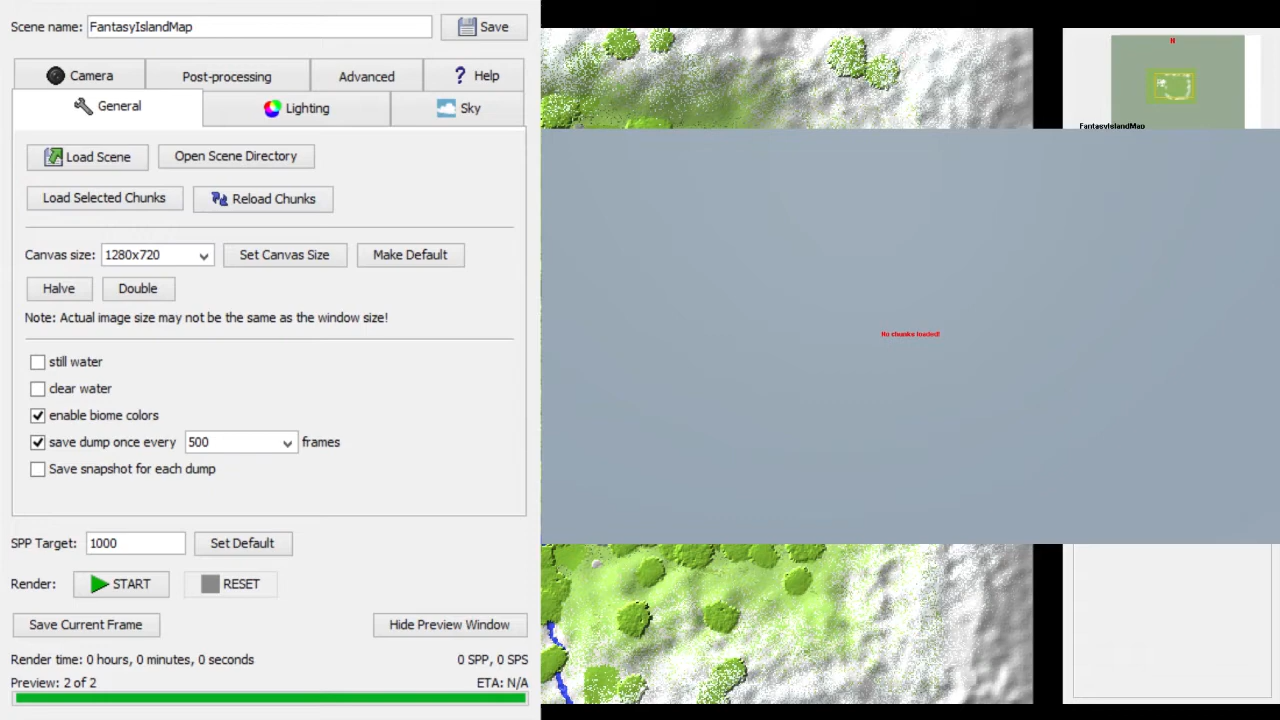 Scene name: FantasyIslandMap Save
Camera Post-processing Advanced ? Help
General Lighting Sky
Load Scene Open Scene Directory
Load Selected Chunks Reload Chunks
Canvas size: 1280x720 Set Canvas Size Make Default
Halve Double
Note: Actual image size may not be the same as the window size!
still water
clear water
enable biome colors
save dump once every 500 frames
Save snapshot for each dump
SPP Target: 1000 Set Default
Render: START RESET
Save Current Frame Hide Preview Window
Render time: 0 hours, 0 minutes, 0 seconds 0 SPP, 0 SPS
Preview: 2 of 2 ETA: N/A
N
FantasyIslandMap
No chunks loaded!